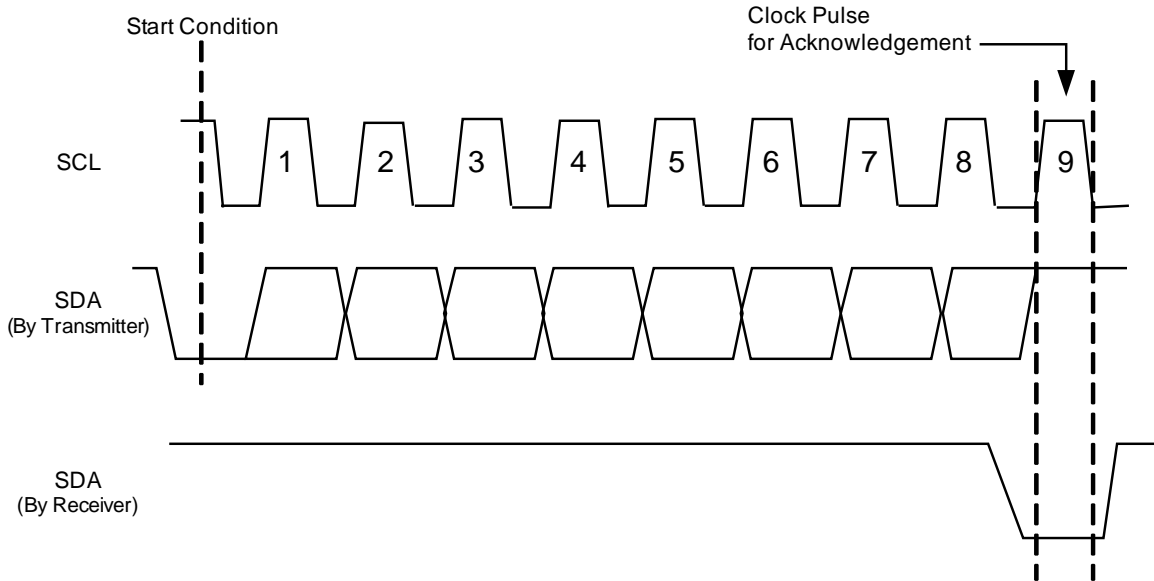 Start Condition
Clock Pulse
for Acknowledgement
SCL
1 2 3 4 5 6 7 8 9
SDA
(By Transmitter)
SDA
(By Receiver)